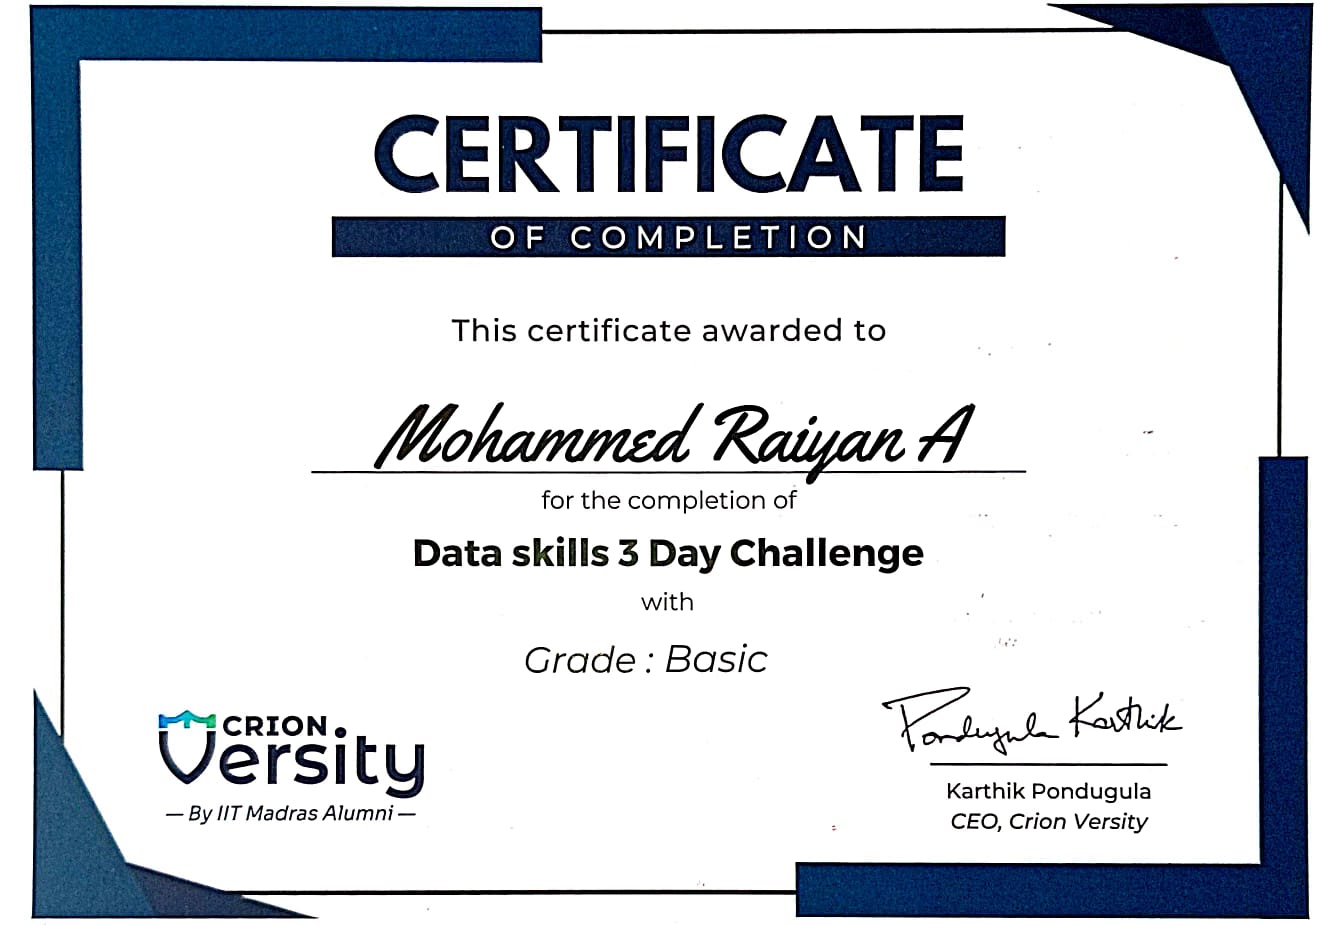 CERTIFICATE
OF COMPLETION
This certificate awarded to
Mohammed Raiyan A
for the completion of
Data skills 3 Day Challenge
with
Grade : Basic
CRION
Versity
— By IIT Madras Alumni —
Pondugula Karthik
Karthik Pondugula
CEO, Crion Versity